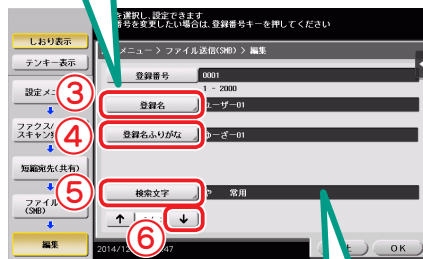 を選択し、設定できます
番号を変更したい場合は、登録番号キーを押してください
しおり表示
テンキー表示
メニュー > ファイル送信(SMB) > 編集
登録番号
0001
1 - 2000
設定メ
③
登録名
ーザー01
ファクス/
スキャン
④
登録名ふりがな
ーざー01
短縮宛先(共有)
⑤
検索文字
常用
ファイル
(SMB)
↑
↓
⑥
編集
2014/12
47
OK